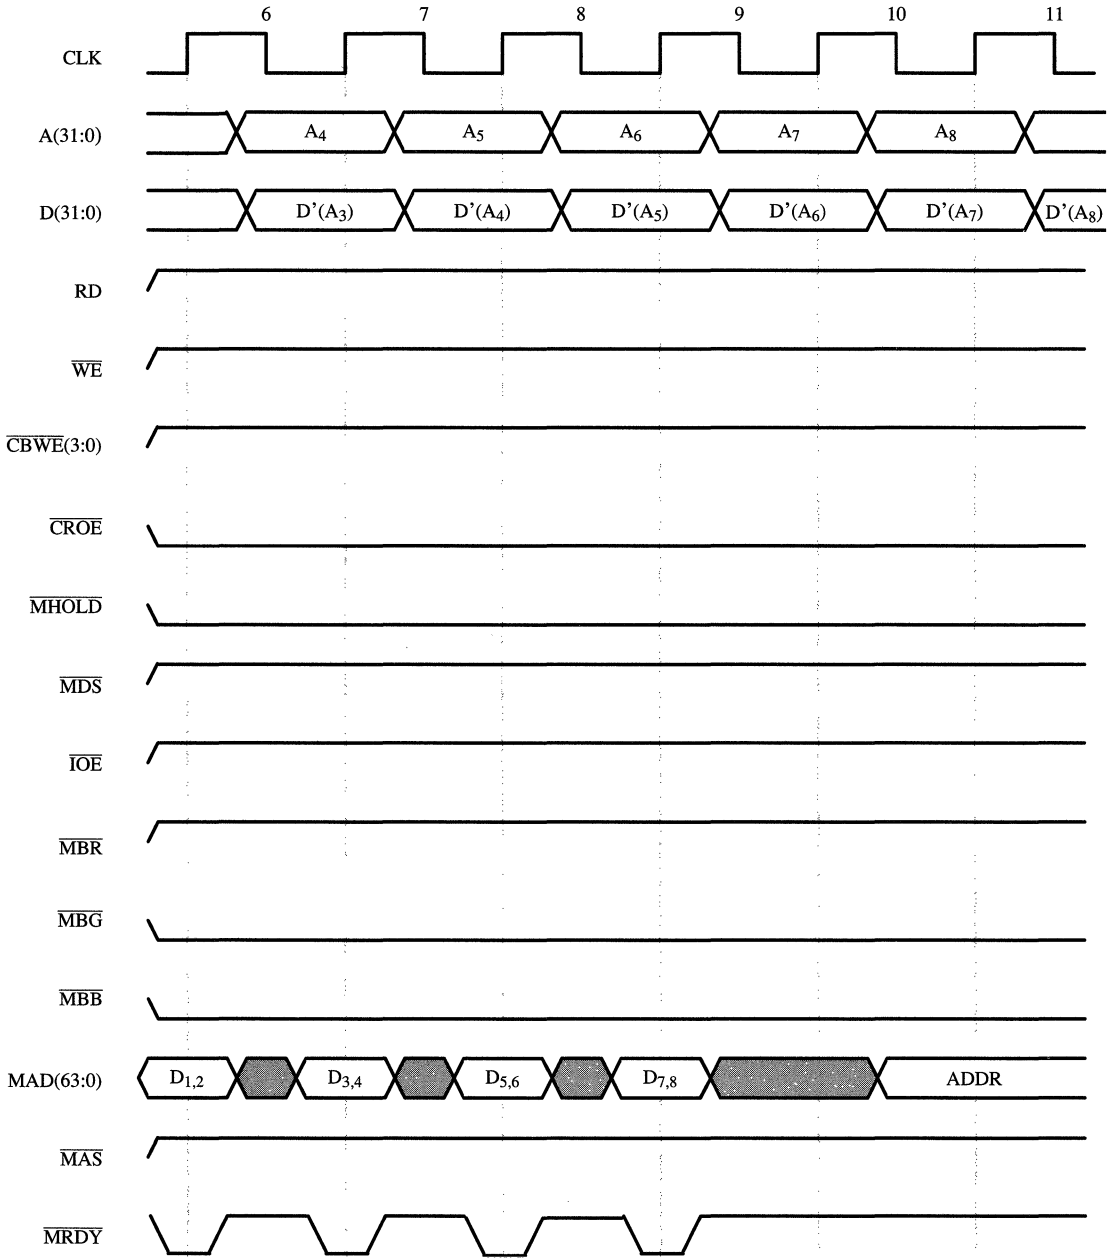 6 7 8 9 10 11
CLK
A(31:0) A4 A5 A6 A7 A8
D(31:0) D’(A3) D’(A4) D’(A5) D’(A6) D’(A7) D’(A8)
RD
WE
CBWE(3:0)
CROE
MHOLD
MDS
IOE
MBR
MBG
MBB
MAD(63:0) D1,2 D3,4 D5,6 D7,8 ADDR
MAS
MRDY